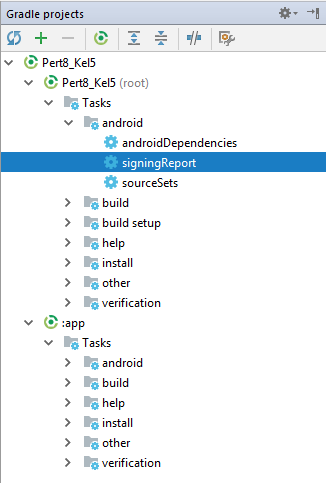 Gradle projects
Pert8_Kel5
Pert8_Kel5 (root)
Tasks
android
androidDependencies
signingReport
sourceSets
build
build setup
help
install
other
verification
:app
Tasks
android
build
help
install
other
verification